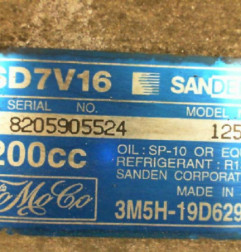 SD7V16 SANDE
SERIAL NO. MODEL
8205905524 125
200cc
OIL: SP-10 OR EQ
REFRIGERANT: R1
SANDEN CORPORAT
MADE IN
FoMoCo 3M5H-19D629